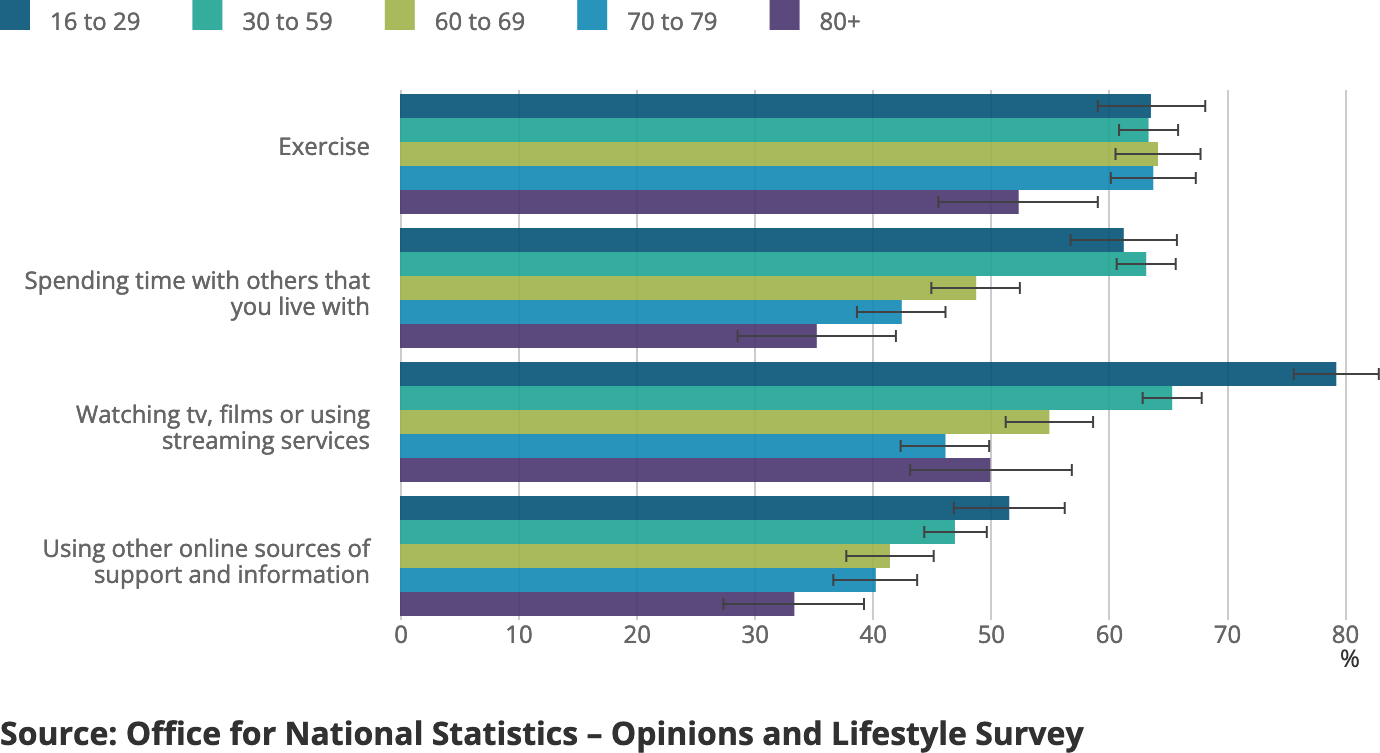 16 to 29 30 to 59 60 to 69 70 to 79 80+
Exercise
Spending time with others that
you live with
Watching tv, films or using
streaming services
Using other online sources of
support and information
0 10 20 30 40 50 60 70 80
%
Source: Office for National Statistics – Opinions and Lifestyle Survey